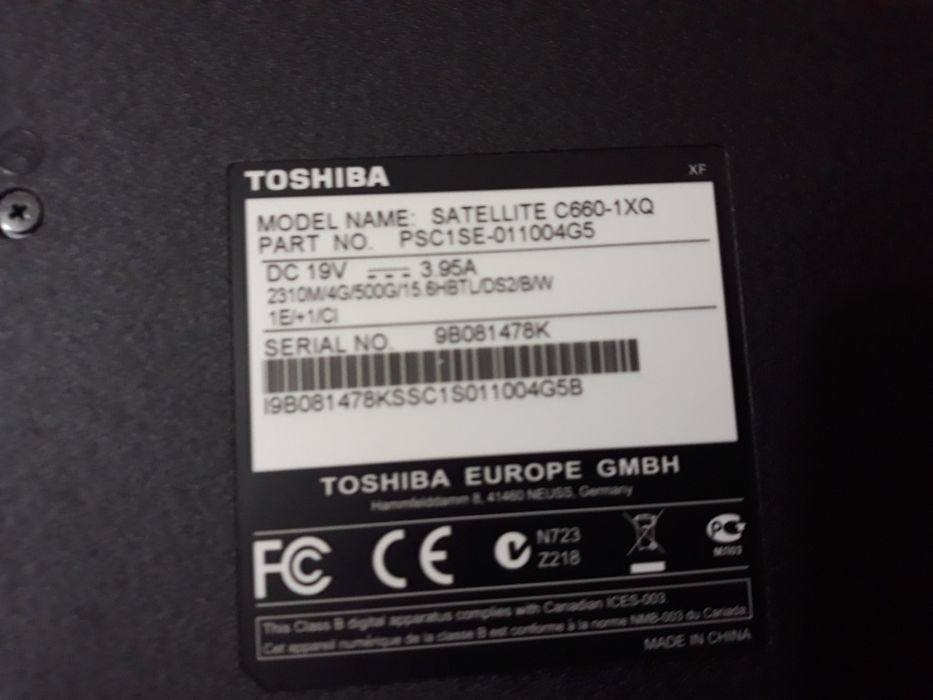 TOSHIBA XF
MODEL NAME: SATELLITE C660-1XQ
PART NO. PSC1SE-011004G5
DC 19V 3.95A
2310M/4G/500G/15.6HBTL/DS2/B/W
1E/+1/CI
SERIAL NO. 9B081478K
I9B081478KSSC1S011004G5B
TOSHIBA EUROPE GMBH
Hammfelddamm 8, 41460 NEUSS, Germany
FC CE N723
Z218
PC
МЛ03
This Class B digital apparatus complies with Canadian ICES-003.
Cet appareil numérique de la classe B est conforme à la norme NMB-003 du Canada.
MADE IN CHINA